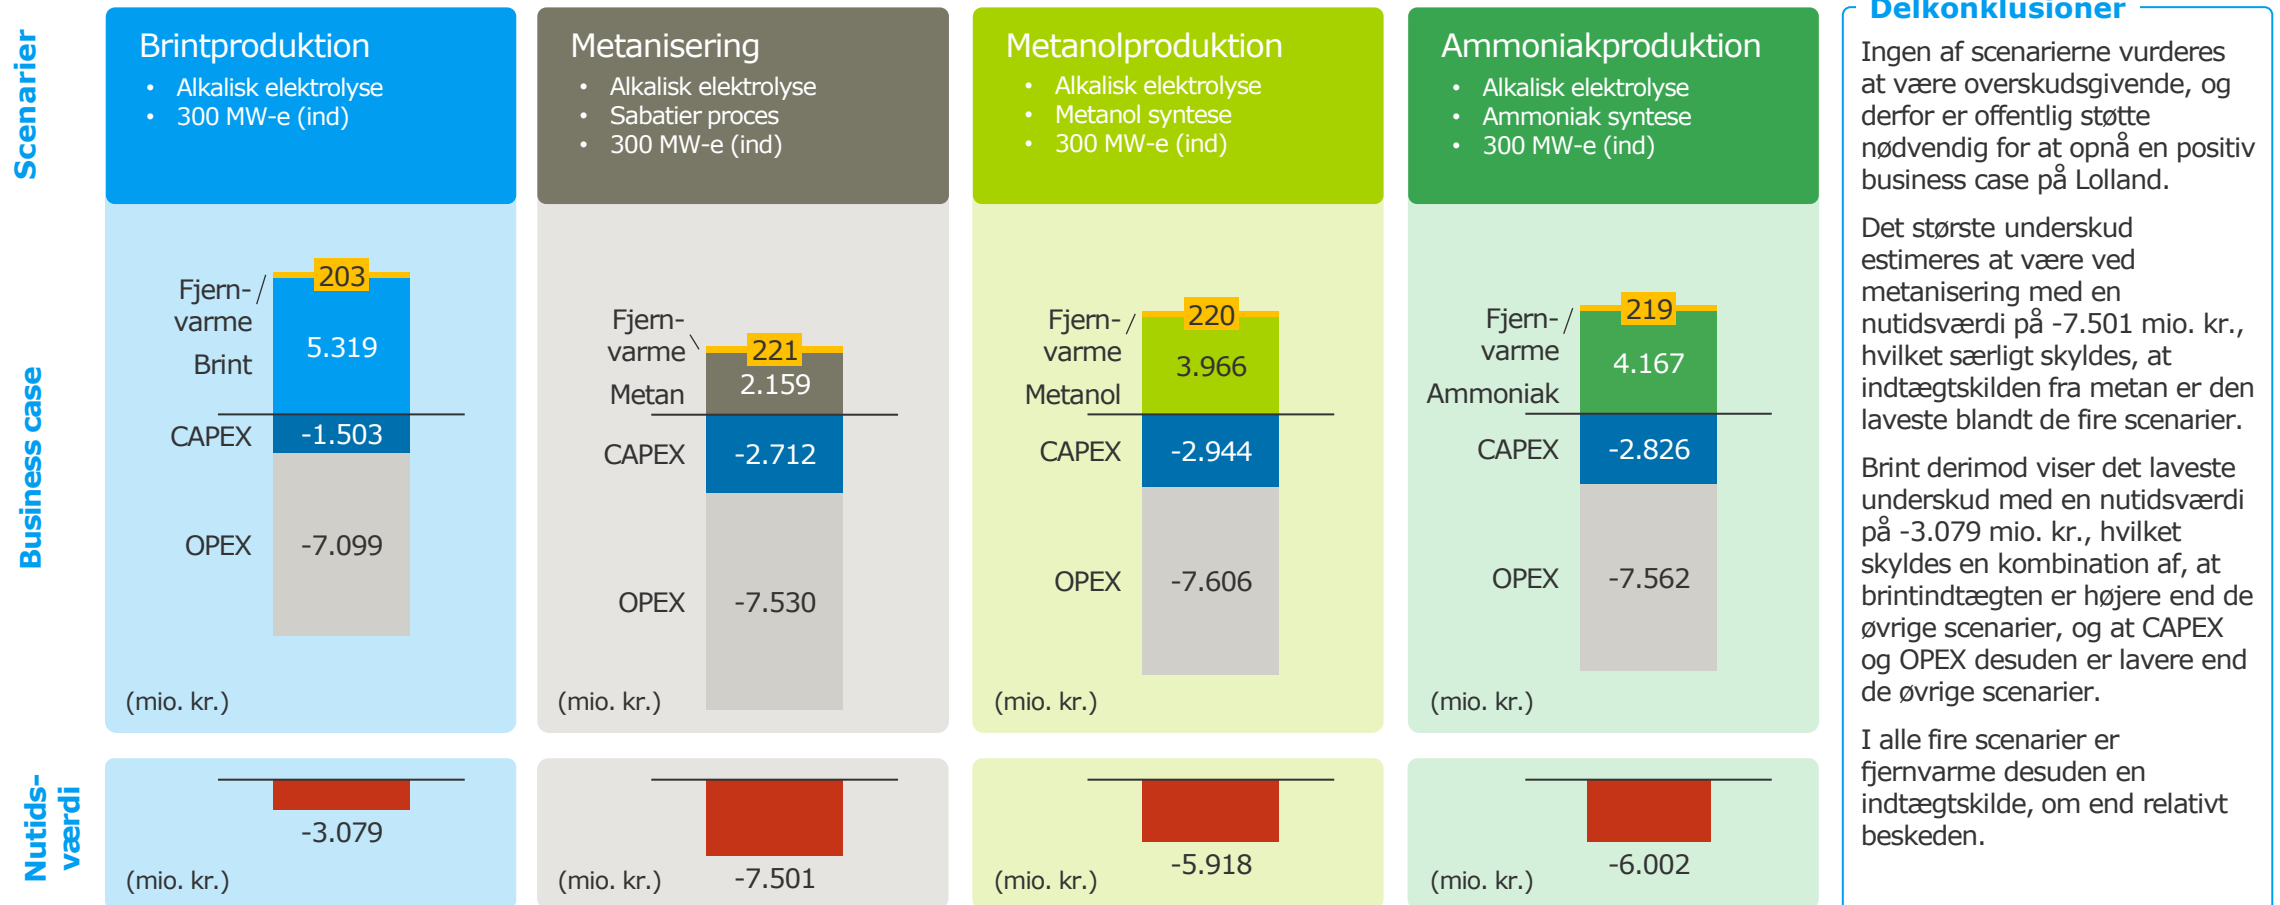 Scenarier
Brintproduktion
• Alkalisk elektrolyse
• 300 MW-e (ind)
Metanisering
• Alkalisk elektrolyse
• Sabatier proces
• 300 MW-e (ind)
Metanolproduktion
• Alkalisk elektrolyse
• Metanol syntese
• 300 MW-e (ind)
Ammoniakproduktion
• Alkalisk elektrolyse
• Ammoniak syntese
• 300 MW-e (ind)
Business case
Fjern-
varme
203
Brint
5.319
CAPEX
-1.503
OPEX
-7.099
(mio. kr.)
Fjern-
varme
221
Metan
2.159
CAPEX
-2.712
OPEX
-7.530
(mio. kr.)
Fjern-
varme
220
Metanol
3.966
CAPEX
-2.944
OPEX
-7.606
(mio. kr.)
Fjern-
varme
219
Ammoniak
4.167
CAPEX
-2.826
OPEX
-7.562
(mio. kr.)
Nutids-
værdi
-3.079
(mio. kr.)
-7.501
(mio. kr.)
-5.918
(mio. kr.)
-6.002
(mio. kr.)
Delkonklusioner
Ingen af scenarierne vurderes
at være overskudsgivende, og
derfor er offentlig støtte
nødvendig for at opnå en positiv
business case på Lolland.
Det største underskud
estimeres at være ved
metanisering med en
nutidsværdi på -7.501 mio. kr.,
hvilket særligt skyldes, at
indtægtskilden fra metan er den
laveste blandt de fire scenarier.
Brint derimod viser det laveste
underskud med en nutidsværdi
på -3.079 mio. kr., hvilket
skyldes en kombination af, at
brintindtægten er højere end de
øvrige scenarier, og at CAPEX
og OPEX desuden er lavere end
de øvrige scenarier.
I alle fire scenarier er
fjernvarme desuden en
indtægtskilde, om end relativt
beskeden.